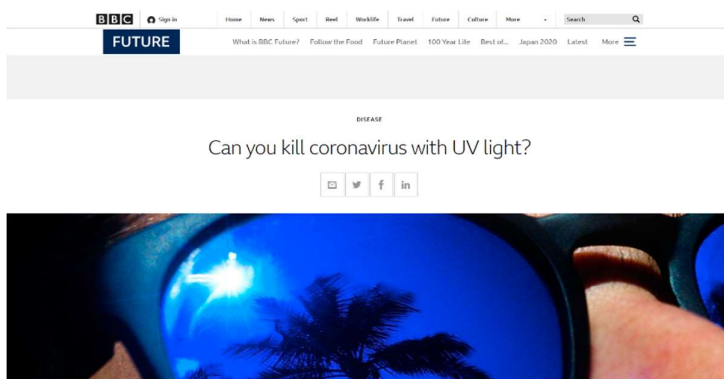 BBC Sign in Home News Sport Reel Worklife Travel Future Culture More Search
FUTURE What is BBC Future? Follow the Food Future Planet 100 Year Life Best of... Japan 2020 Latest More
DISEASE
Can you kill coronavirus with UV light?
f in